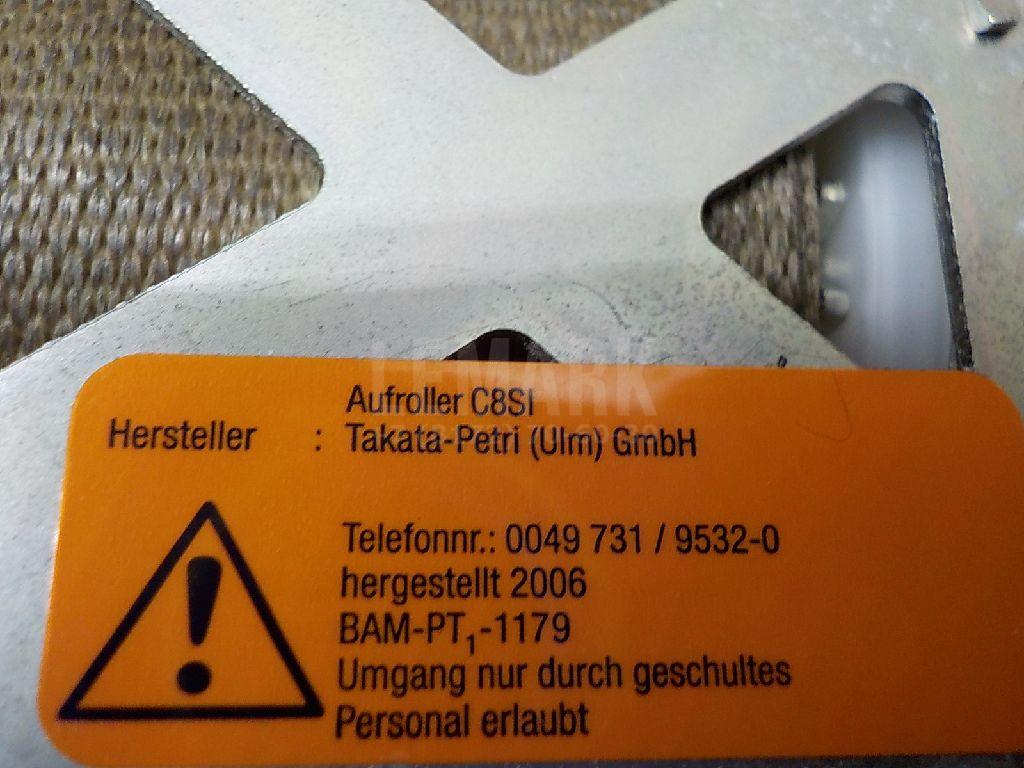 LEMARK
Aufroller C8SI
Hersteller : Takata-Petri (Ulm) GmbH
Telefonnr.: 0049 731 / 9532-0
hergestellt 2006
BAM-PT₁-1179
Umgang nur durch geschultes
Personal erlaubt